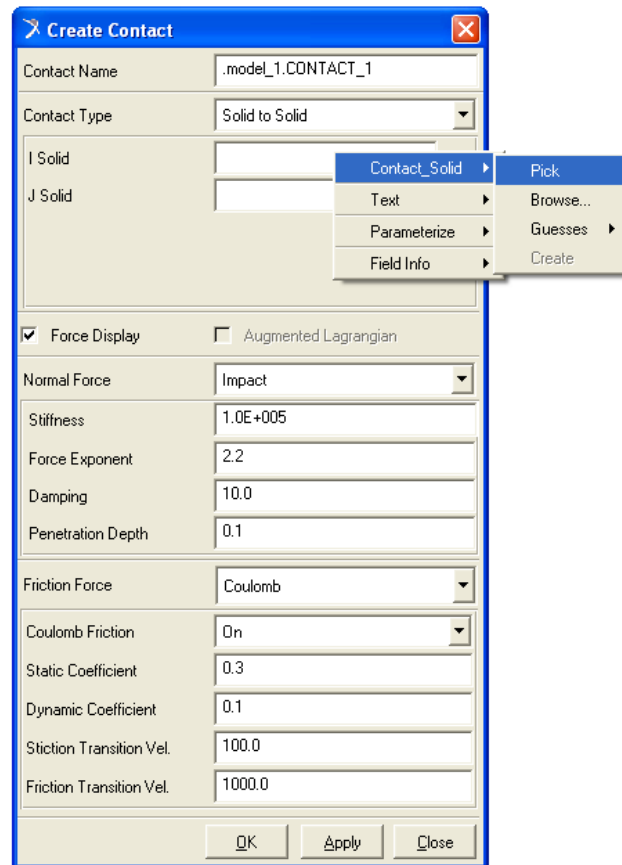 Create Contact
Contact Name .model_1.CONTACT_1
Contact Type Solid to Solid
I Solid
J Solid
Contact_Solid
Text
Parameterize
Field Info
Pick
Browse...
Guesses
Create
Force Display Augmented Lagrangian
Normal Force Impact
Stiffness 1.0E+005
Force Exponent 2.2
Damping 10.0
Penetration Depth 0.1
Friction Force Coulomb
Coulomb Friction On
Static Coefficient 0.3
Dynamic Coefficient 0.1
Stiction Transition Vel. 100.0
Friction Transition Vel. 1000.0
OK Apply Close